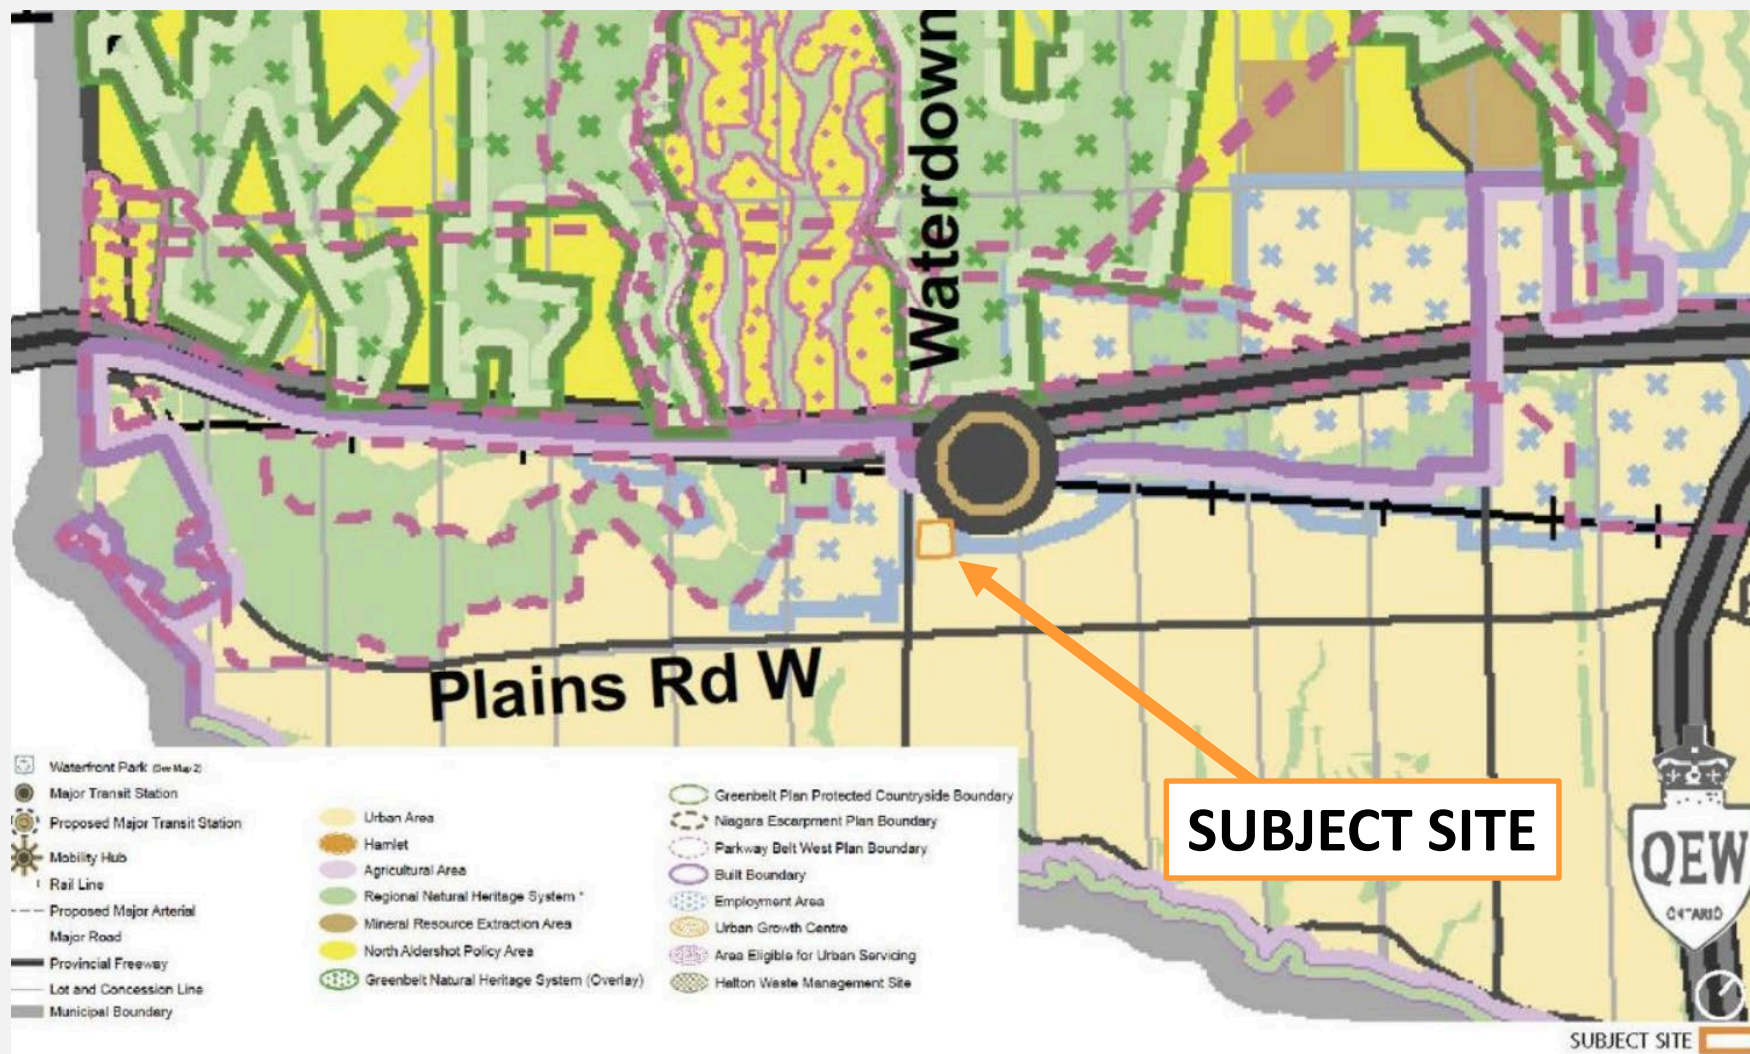 Waterdown
Plains Rd W
SUBJECT SITE
QEW
ONTARIO
Waterfront Park (See Map 2)
Major Transit Station
Proposed Major Transit Station
Mobility Hub
Rail Line
Proposed Major Arterial
Major Road
Provincial Freeway
Lot and Concession Line
Municipal Boundary
Urban Area
Hamlet
Agricultural Area
Regional Natural Heritage System *
Mineral Resource Extraction Area
North Aldershot Policy Area
Greenbelt Natural Heritage System (Overlay)
Greenbelt Plan Protected Countryside Boundary
Niagara Escarpment Plan Boundary
Parkway Belt West Plan Boundary
Built Boundary
Employment Area
Urban Growth Centre
Area Eligible for Urban Servicing
Halton Waste Management Site
SUBJECT SITE